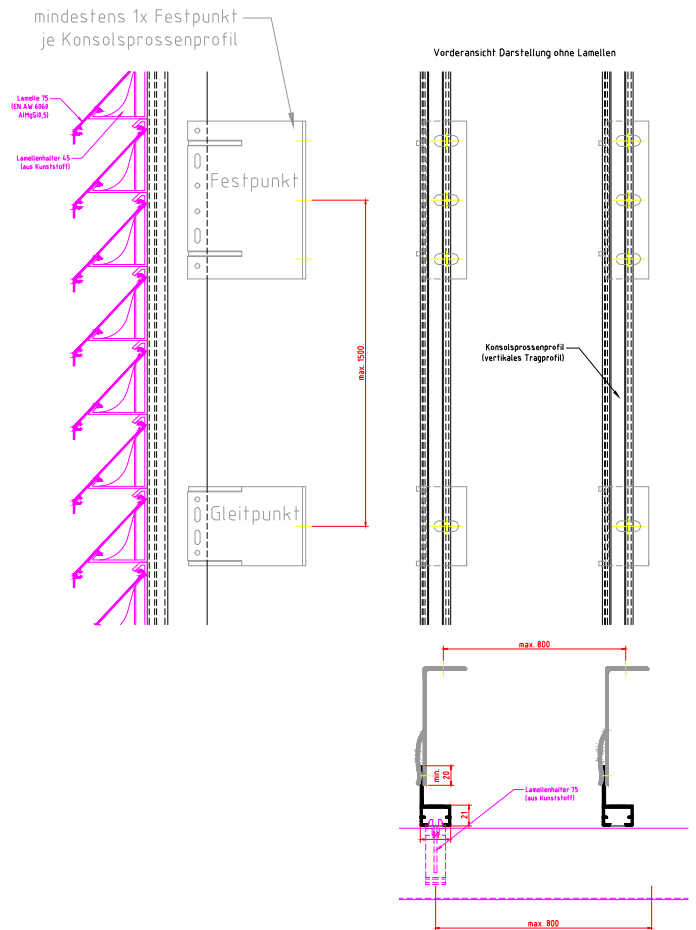 mindestens 1x Festpunkt
je Konsolsprossenprofil
Vorderansicht Darstellung ohne Lamellen
Lamelle 75
(EN AW 6060
AlMgSi0,5)
Lamellenhalter 45
(aus Kunststoff)
Festpunkt
max. 1500
Konsolsprossenprofil
(vertikales Tragprofil)
Gleitpunkt
max. 800
min.
20
21
Lamellenhalter 75
(aus Kunststoff)
max. 800